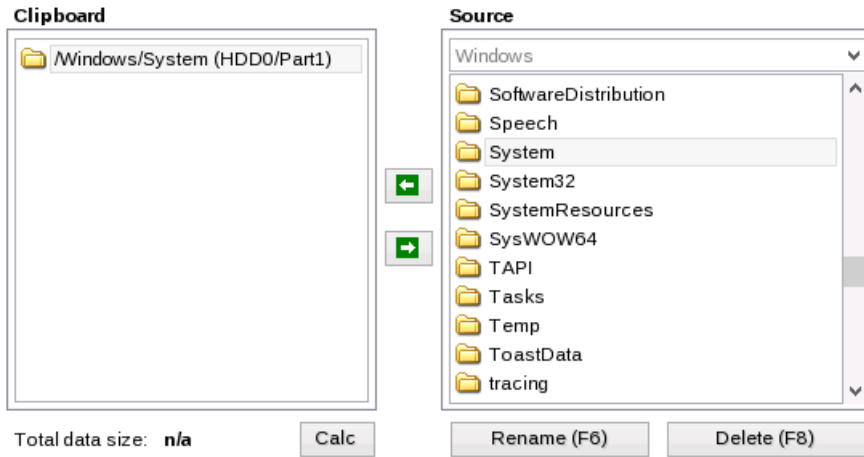 Clipboard
/Windows/System (HDD0/Part1)
Total data size: n/a
Calc
Source
Windows
SoftwareDistribution
Speech
System
System32
SystemResources
SysWOW64
TAPI
Tasks
Temp
ToastData
tracing
Rename (F6)
Delete (F8)